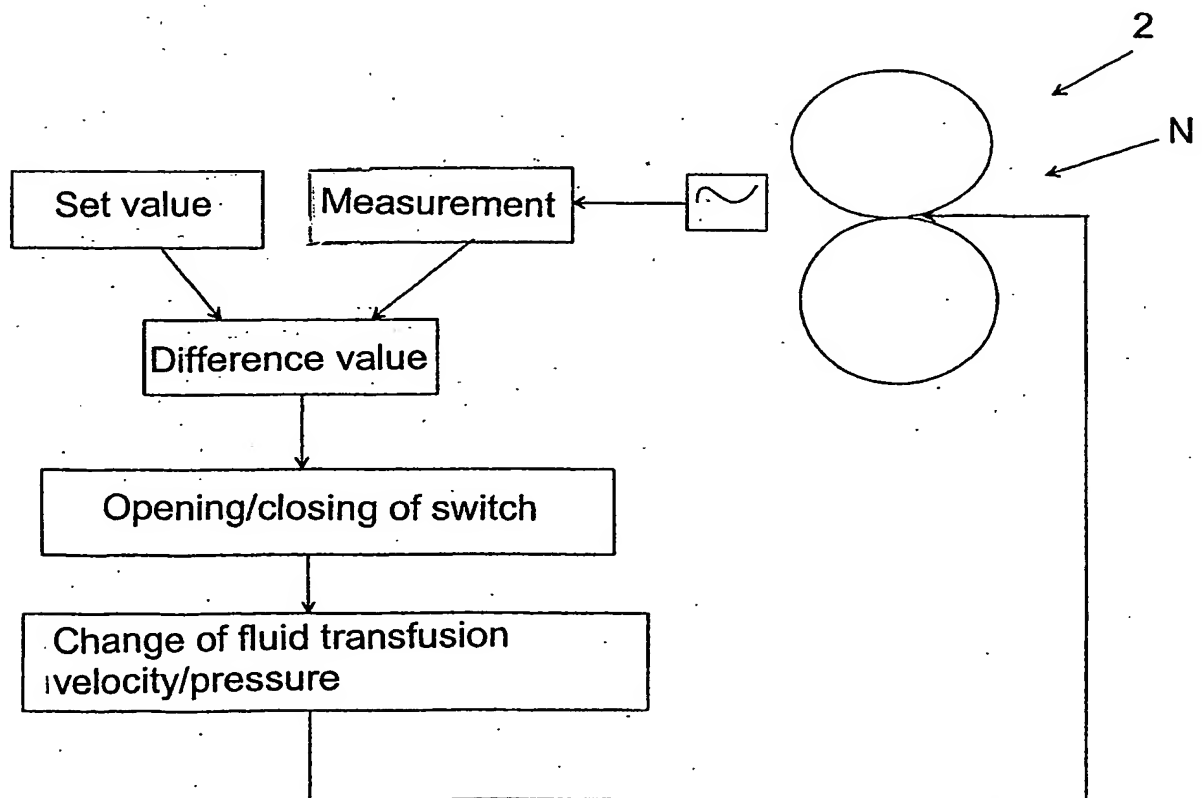 2
N
Set value
Measurement
Difference value
Opening/closing of switch
Change of fluid transfusion
velocity/pressure